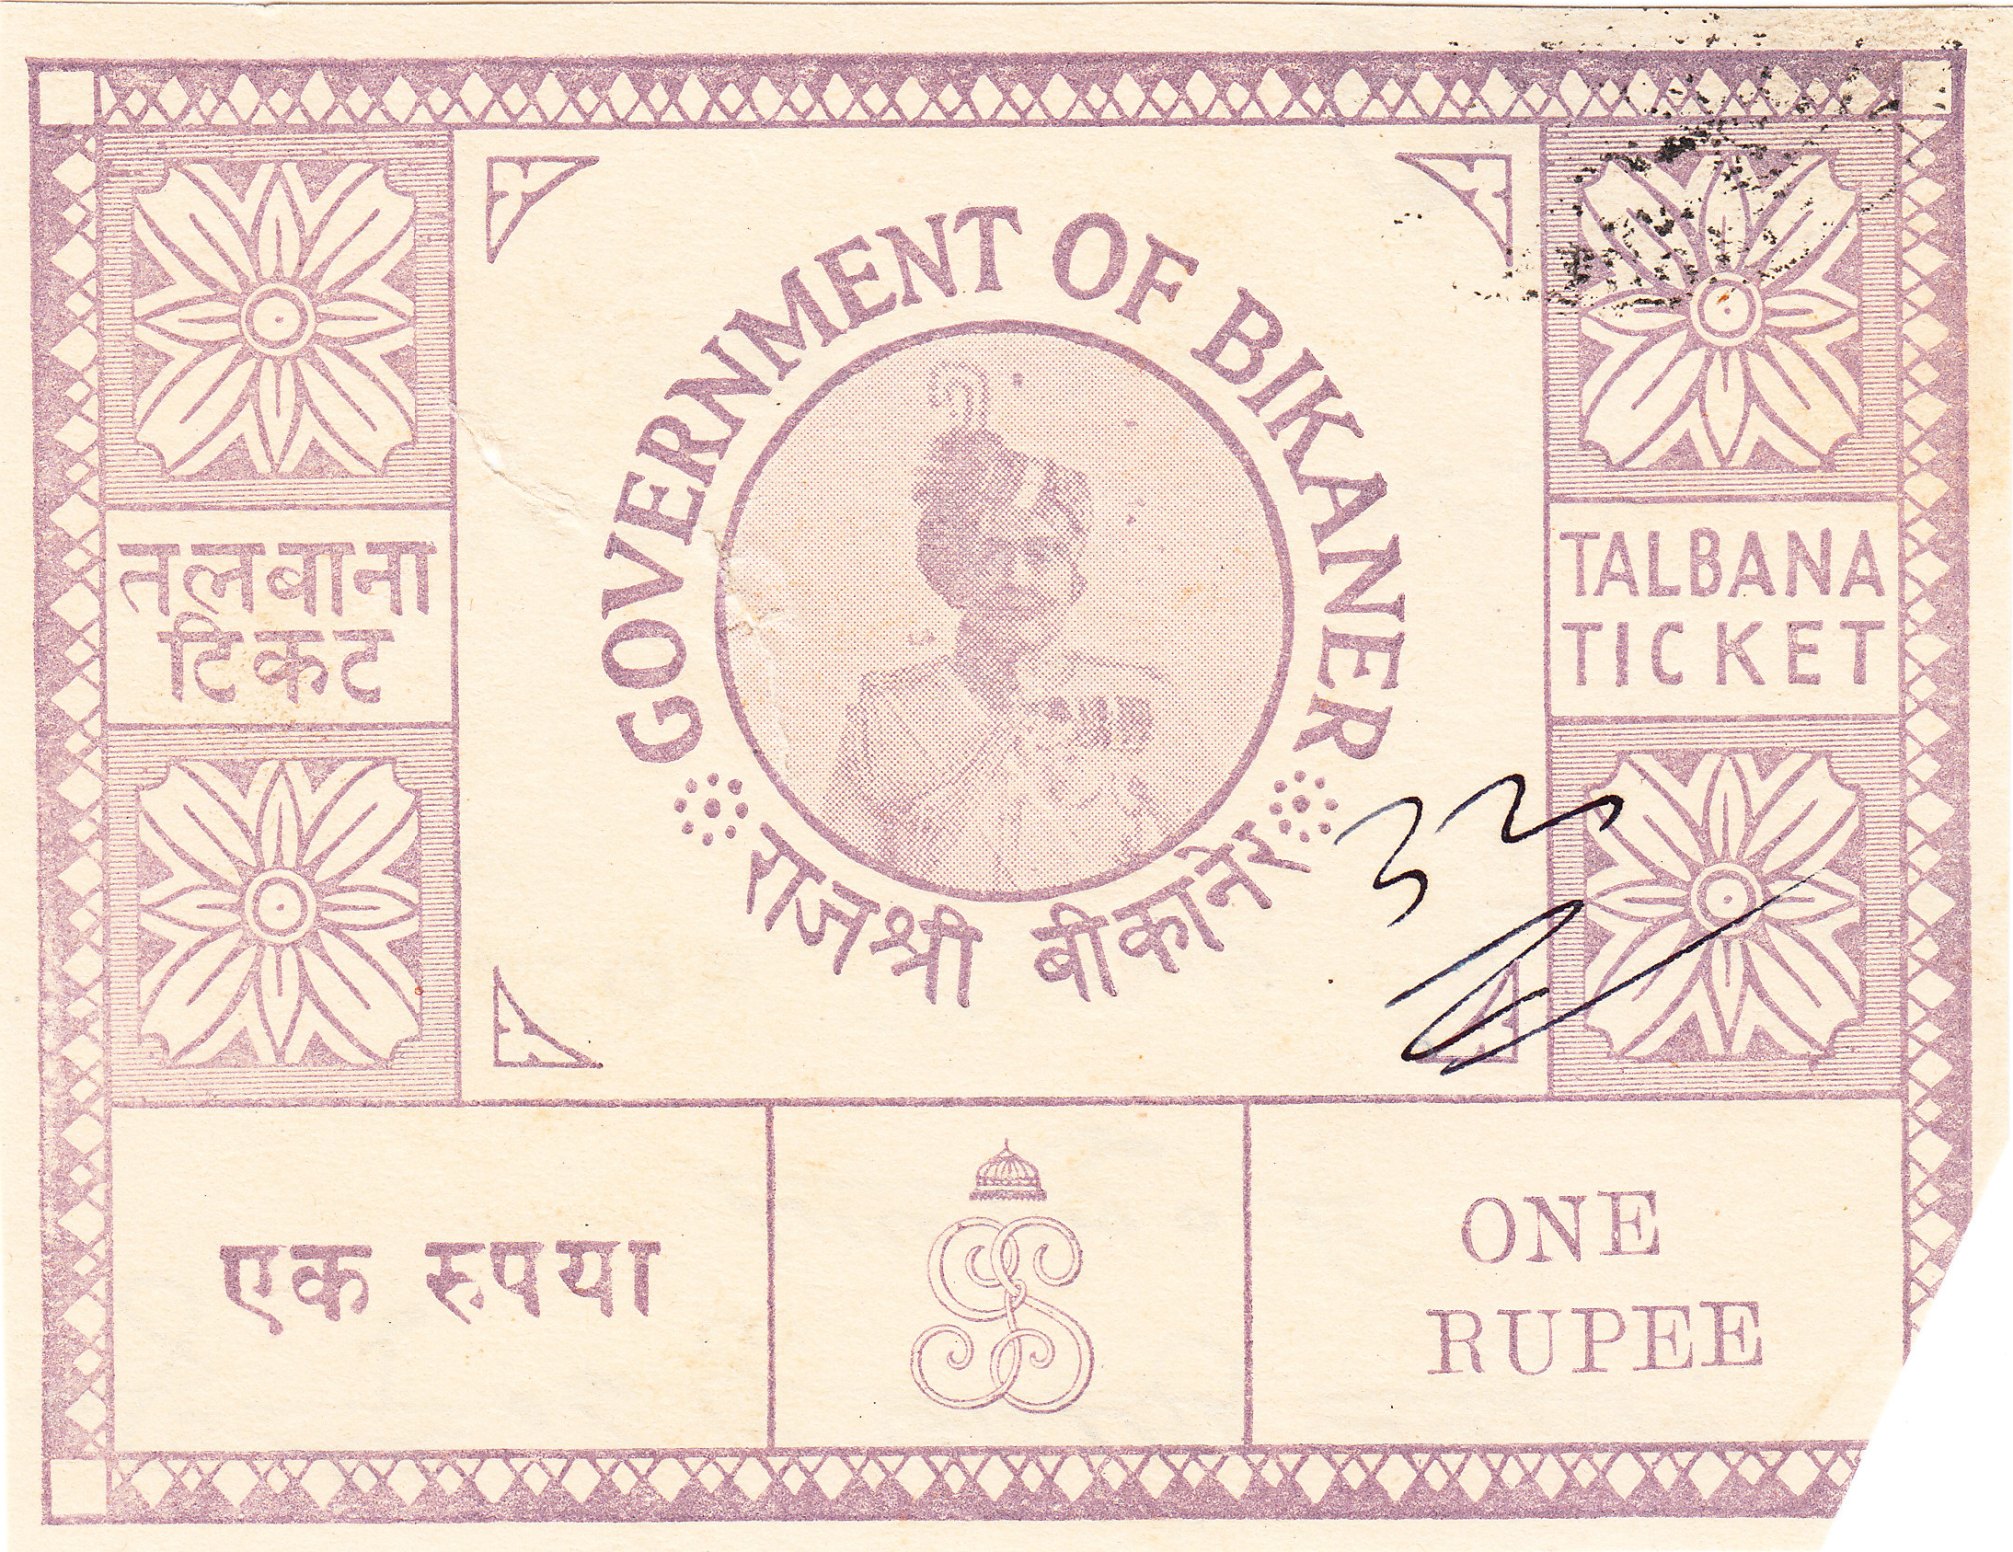 GOVERNMENT OF BIKANER
तलबाना
टिकट
TALBANA
TICKET
राजश्री बीकानेर
एक रुपया
ONE
RUPEE